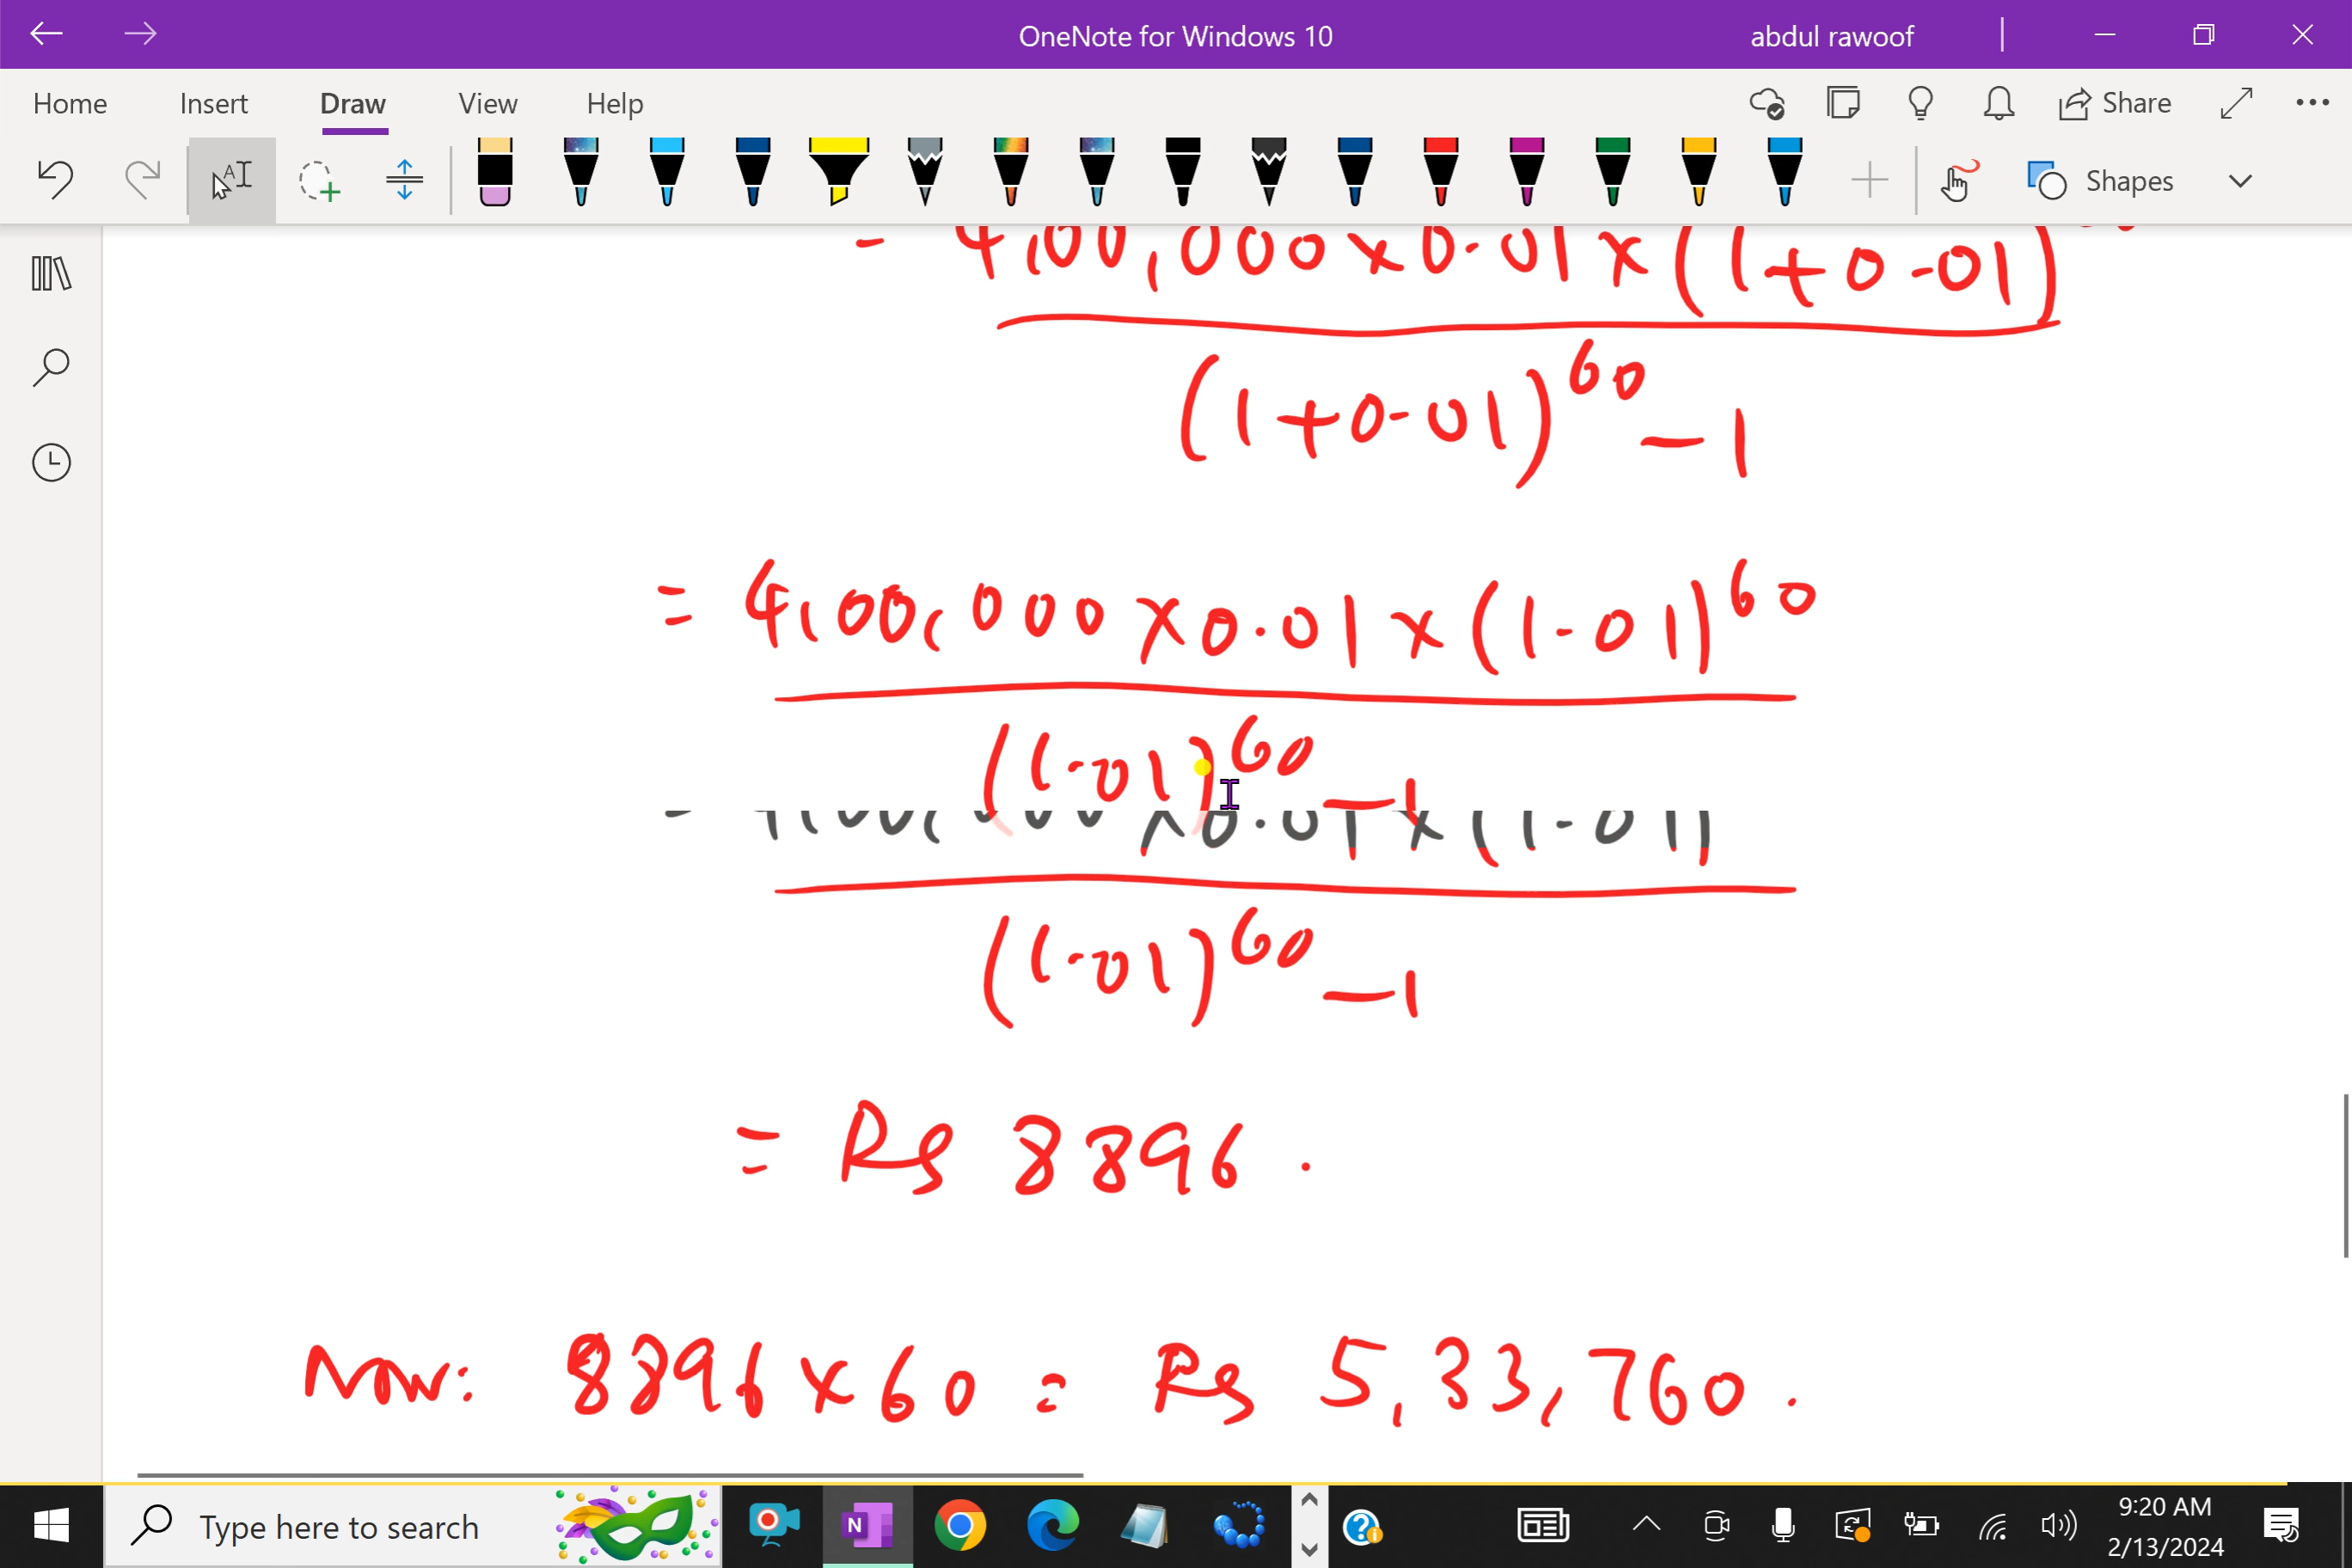 OneNote for Windows 10
abdul rawoof
Home Insert Draw View Help
Share
Shapes
- 4,00,000 x 0.01 x (1+0.01)
(1+0.01)^60 - 1
= 4,00,000 x 0.01 x (1.01)^60
(1.01)^60 - 1
(1.01)^60 - 1
= Rs 8896.
Now: 8896 x 60 = Rs 5,33,760.
Type here to search
9:20 AM
2/13/2024